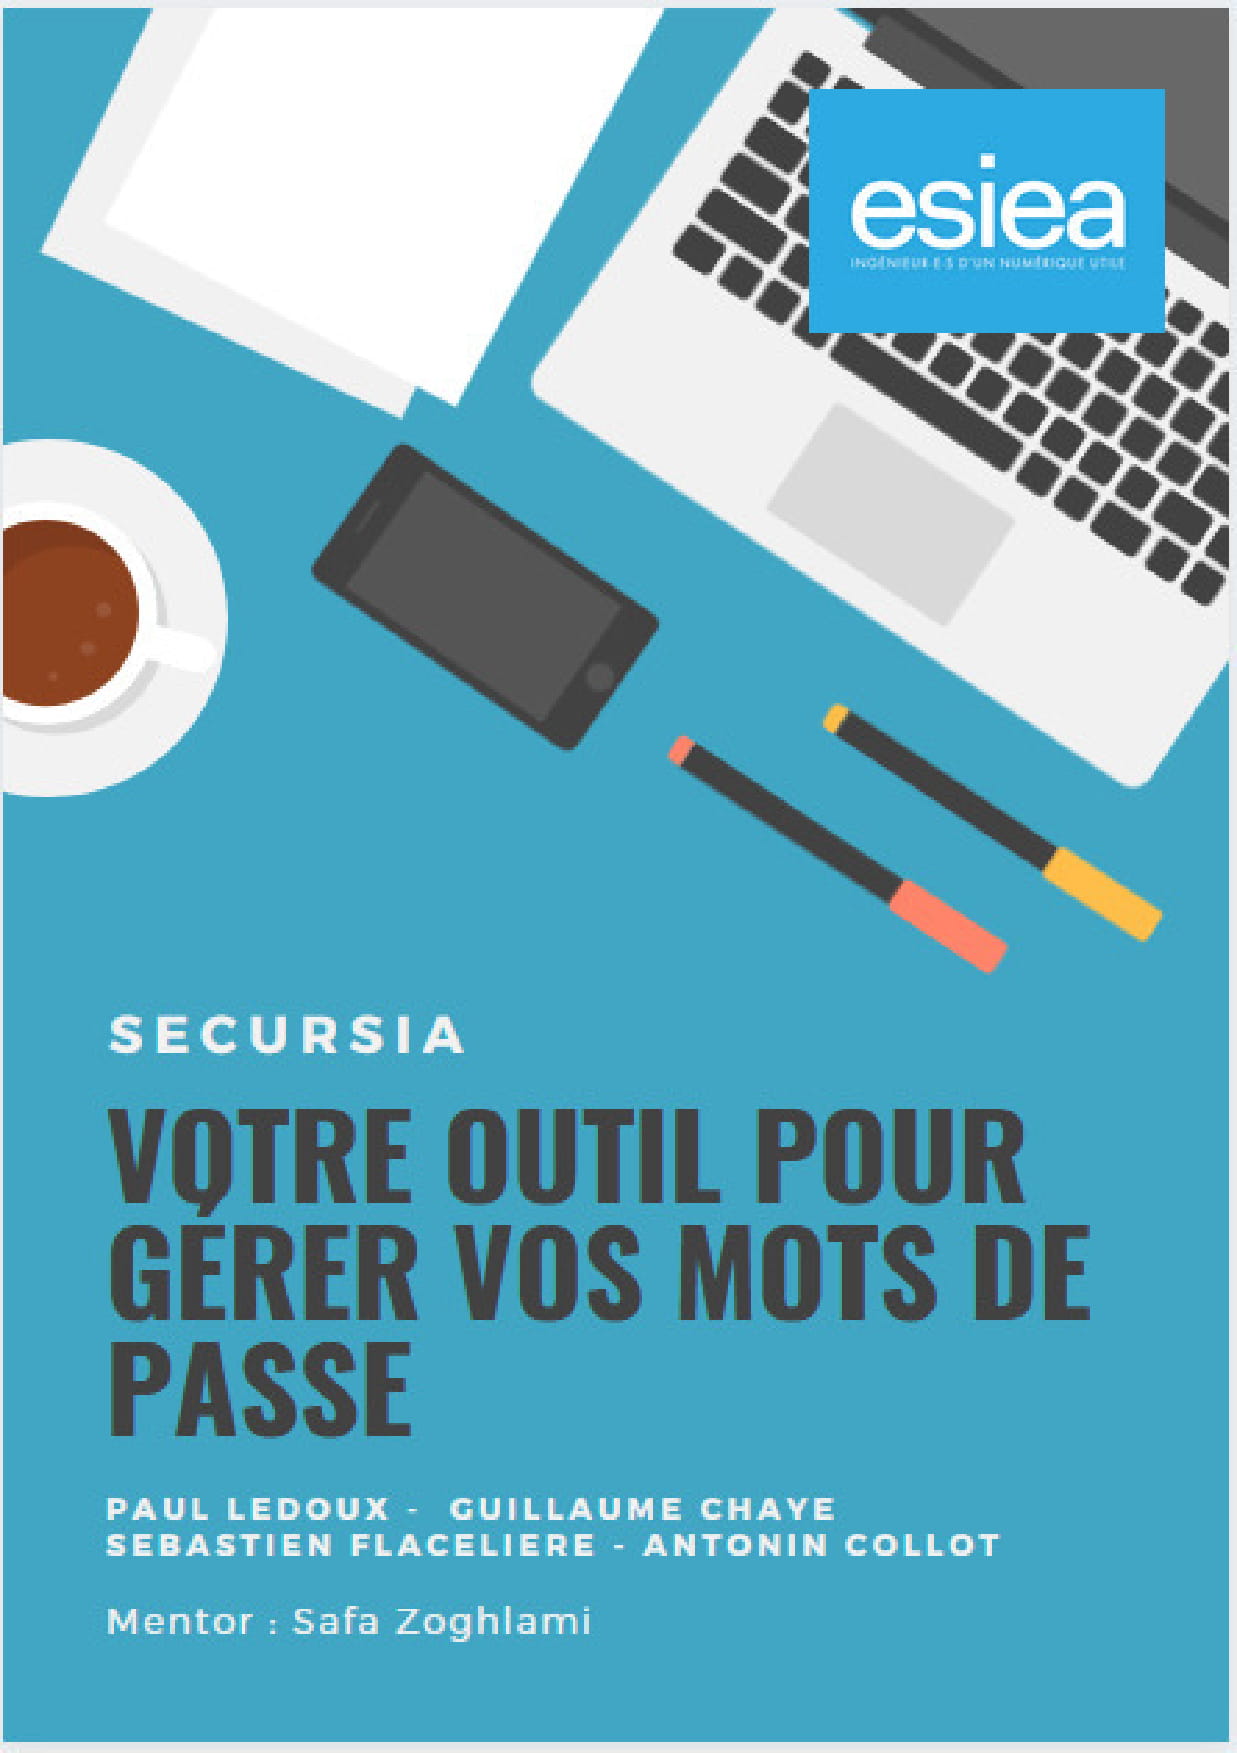 esiea
INGÉNIEUR·E·S D'UN NUMÉRIQUE UTILE
SECURSIA
VOTRE OUTIL POUR
GÉRER VOS MOTS DE
PASSE
PAUL LEDOUX - GUILLAUME CHAYE
SEBASTIEN FLACELIERE - ANTONIN COLLOT
Mentor : Safa Zoghlami